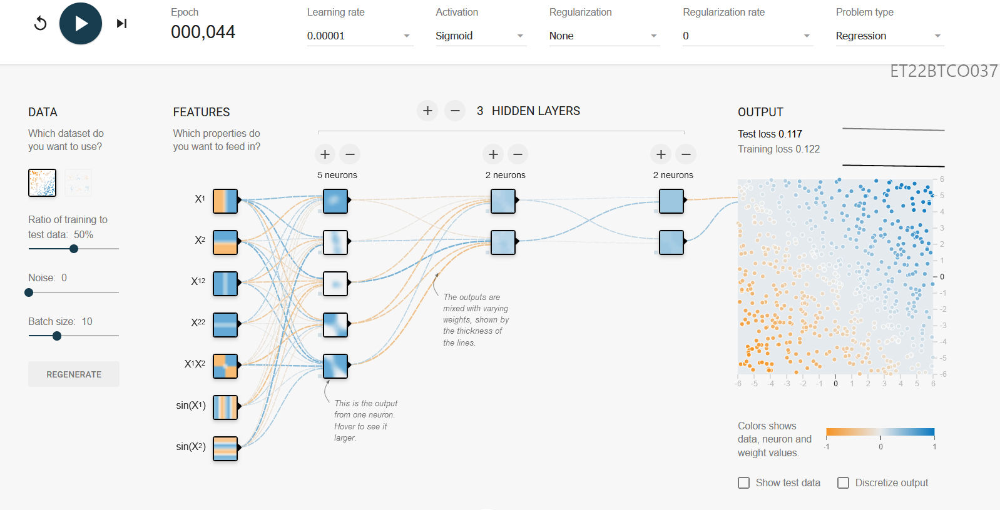 Epoch
000,044
Learning rate
0.00001
Activation
Sigmoid
Regularization
None
Regularization rate
0
Problem type
Regression
ET22BTCO037
DATA
Which dataset do
you want to use?
Ratio of training to
test data: 50%
Noise: 0
Batch size: 10
REGENERATE
FEATURES
Which properties do
you want to feed in?
X1
X2
X12
X22
X1X2
sin(X1)
sin(X2)
+ − 3 HIDDEN LAYERS
+ −
5 neurons
+ −
2 neurons
+ −
2 neurons
The outputs are
mixed with varying
weights, shown by
the thickness of
the lines.
This is the output
from one neuron.
Hover to see it
larger.
OUTPUT
Test loss 0.117
Training loss 0.122
6
5
4
3
2
1
0
-1
-2
-3
-4
-5
-6
-6 -5 -4 -3 -2 -1 0 1 2 3 4 5 6
Colors shows
data, neuron and
weight values.
-1 0 1
Show test data
Discretize output